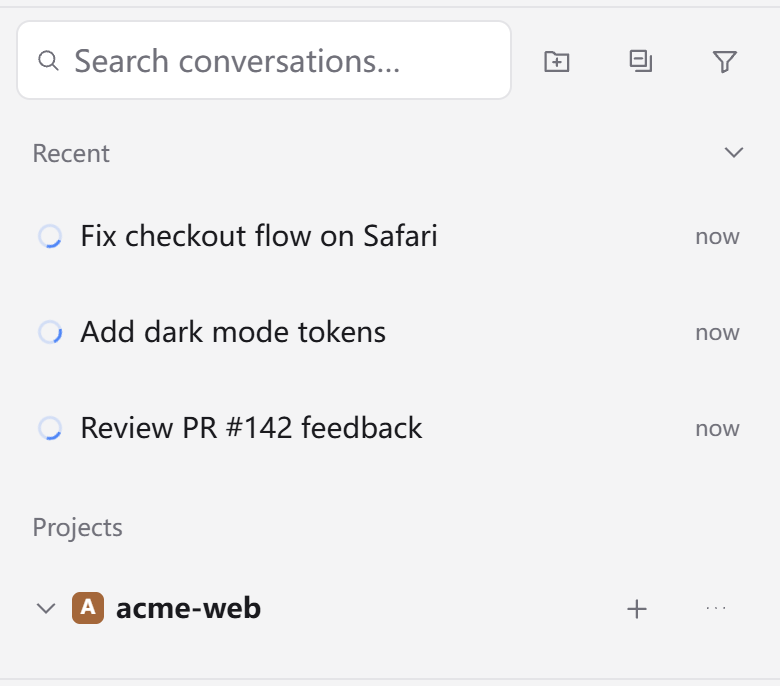 Search conversations...
Recent
Fix checkout flow on Safari now
Add dark mode tokens now
Review PR #142 feedback now
Projects
A acme-web